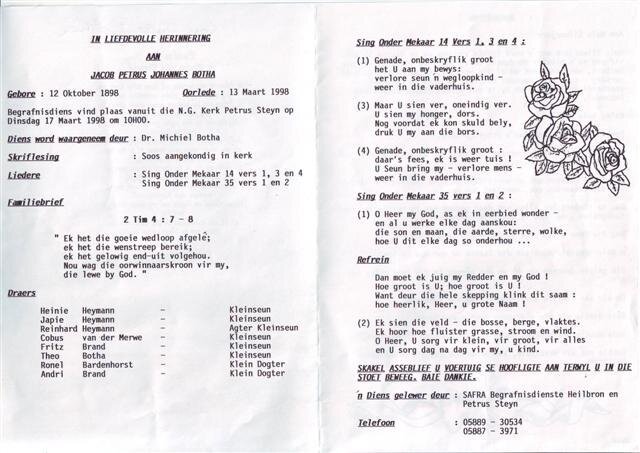 IN LIEFDEVOLLE HERINNERING
AAN
JACOB PETRUS JOHANNES BOTHA
Gebore : 12 Oktober 1898 Oorlede : 13 Maart 1998
Begrafnisdiens vind plaas vanuit die N.G. Kerk Petrus Steyn op
Dinsdag 17 Maart 1998 om 10H00.
Diens word waargeneem deur : Dr. Michiel Botha
Skriflesing : Soos aangekondig in kerk
Liedere : Sing Onder Mekaar 14 vers 1, 3 en 4
Sing Onder Mekaar 35 vers 1 en 2
Familiebrief
2 Tim 4 : 7 - 8
" Ek het die goeie wedloop afgelê;
ek het die wenstreep bereik;
ek het gelowig end-uit volgehou.
Nou wag die oorwinnaarskroon vir my,
die lewe by God. "
Draers
Heinie Heymann - Kleinseun
Japie Heymann - Kleinseun
Reinhard Heymann - Agter Kleinseun
Cobus van der Merwe - Kleinseun
Fritz Brand - Kleinseun
Theo Botha - Kleinseun
Ronel Bardenhorst - Klein Dogter
Andri Brand - Klein Dogter
Sing Onder Mekaar 14 Vers 1, 3 en 4 :
(1) Genade, onbeskryflik groot
het U aan my bewys:
verlore seun 'n wegloopkind -
weer in die vaderhuis.
(3) Maar U sien ver, oneindig ver.
U sien my honger, dors.
Nog voordat ek kon skuld bely,
druk U my aan die bors.
(4) Genade, onbeskryflik groot :
daar's fees, ek is weer tuis !
U Seun bring my - verlore mens -
weer in die vaderhuis.
Sing Onder Mekaar 35 vers 1 en 2 :
(1) O Heer my God, as ek in eerbied wonder -
en al u werke elke dag aanskou:
die son en maan, die aarde, sterre, wolke,
hoe U dit elke dag so onderhou ...
Refrein
Dan moet ek juig my Redder en my God !
Hoe groot is U; hoe groot is U !
Want deur die hele skepping klink dit saam :
hoe heerlik, Heer, u grote Naam !
(2) Ek sien die veld - die bosse, berge, vlaktes.
Ek hoor hoe fluister grasse, stroom en wind.
O Heer, U sorg vir klein, vir groot, vir alles
en U sorg dag na dag vir my, u kind.
SKAKEL ASSEBLIEF U VOERTUIG SE HOOFLIGTE AAN TERWYL U IN DIE
STOET BEWEEG. BAIE DANKIE.
'n Diens gelewer deur : SAFRA Begrafnisdienste Heilbron en
Petrus Steyn
Telefoon : 05889 - 30534
05887 - 3971